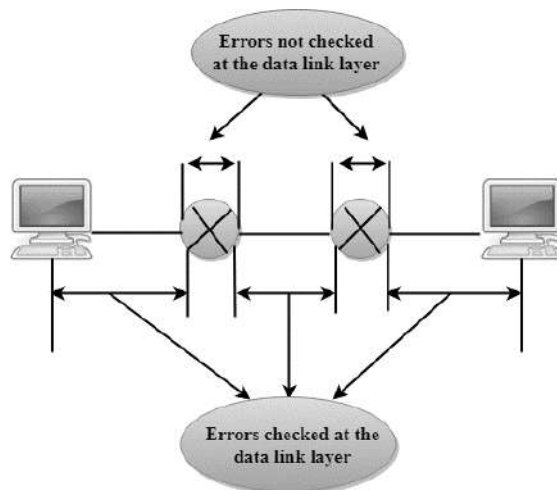 Errors not checked
at the data link layer
Errors checked at the
data link layer